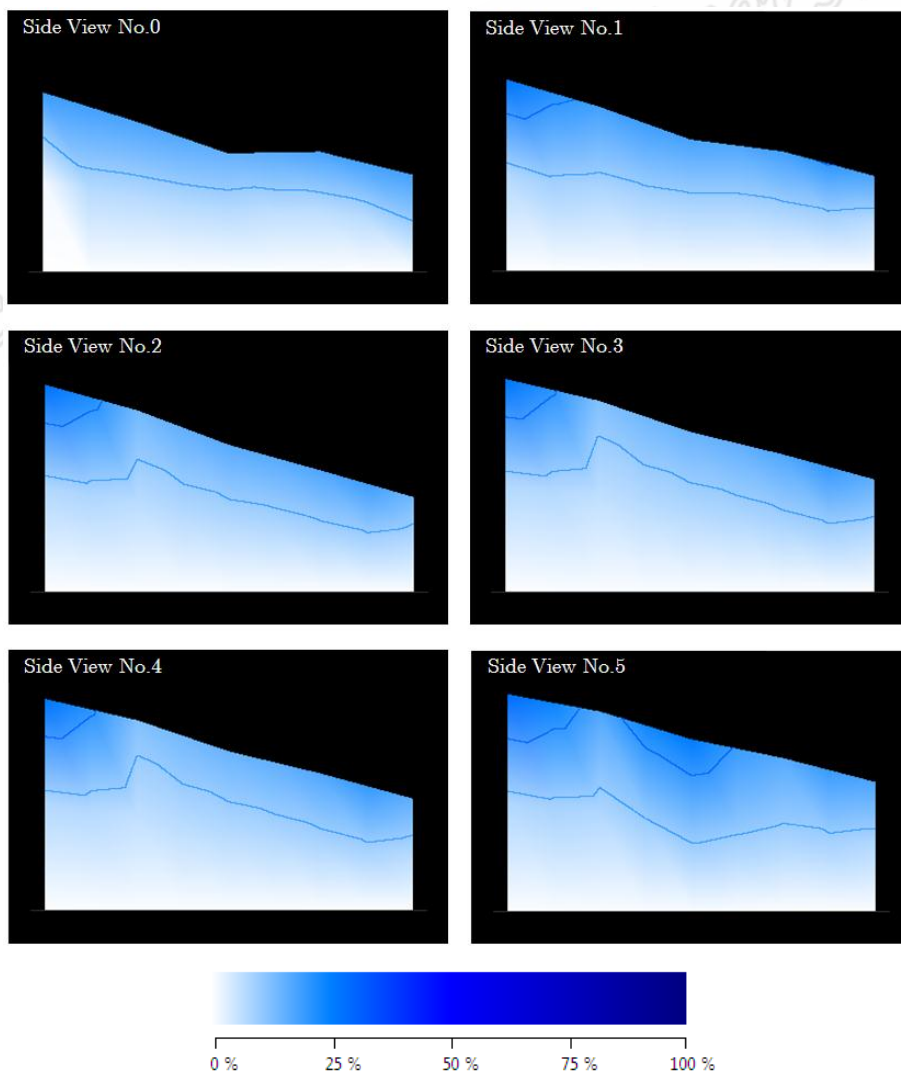 Side View No.0
Side View No.1
Side View No.2
Side View No.3
Side View No.4
Side View No.5
0 % 25 % 50 % 75 % 100 %